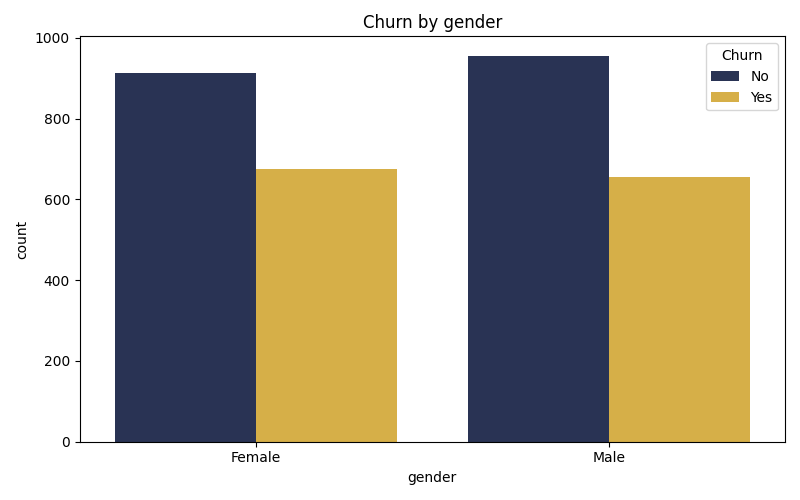 Churn by gender
1000
800
600
400
200
0
count
Female
Male
gender
Churn
No
Yes